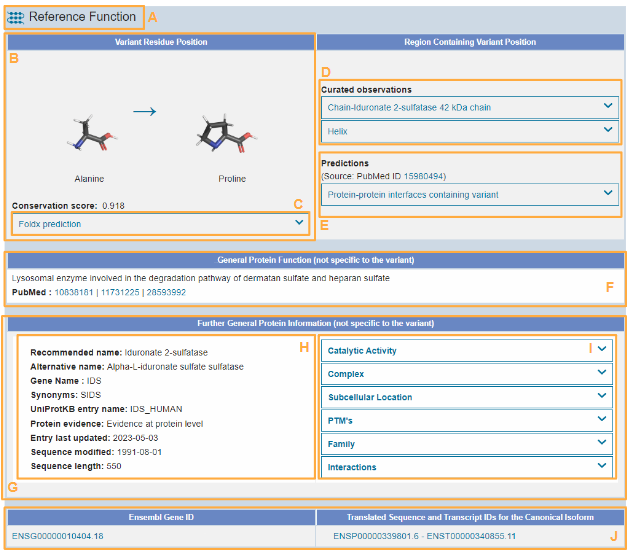 Reference Function A
Variant Residue Position
Region Containing Variant Position
B
D
Curated observations
Chain-Iduronate 2-sulfatase 42 kDa chain
Helix
Alanine
Proline
Predictions
(Source: PubMed ID 15980494)
Protein-protein interfaces containing variant
Conservation score: 0.918
C
Foldx prediction
E
General Protein Function (not specific to the variant)
Lysosomal enzyme involved in the degradation pathway of dermatan sulfate and heparan sulfate
PubMed : 10838181 | 11731225 | 28593992
F
Further General Protein Information (not specific to the variant)
H
Recommended name: Iduronate 2-sulfatase
Alternative name: Alpha-L-iduronate sulfate sulfatase
Gene Name : IDS
Synonyms: SIDS
UniProtKB entry name: IDS_HUMAN
Protein evidence: Evidence at protein level
Entry last updated: 2023-05-03
Sequence modified: 1991-08-01
Sequence length: 550
I
Catalytic Activity
Complex
Subcellular Location
PTM's
Family
Interactions
G
Ensembl Gene ID
Translated Sequence and Transcript IDs for the Canonical Isoform
ENSG00000010404.18
ENSP00000339801.6 - ENST00000340855.11
J